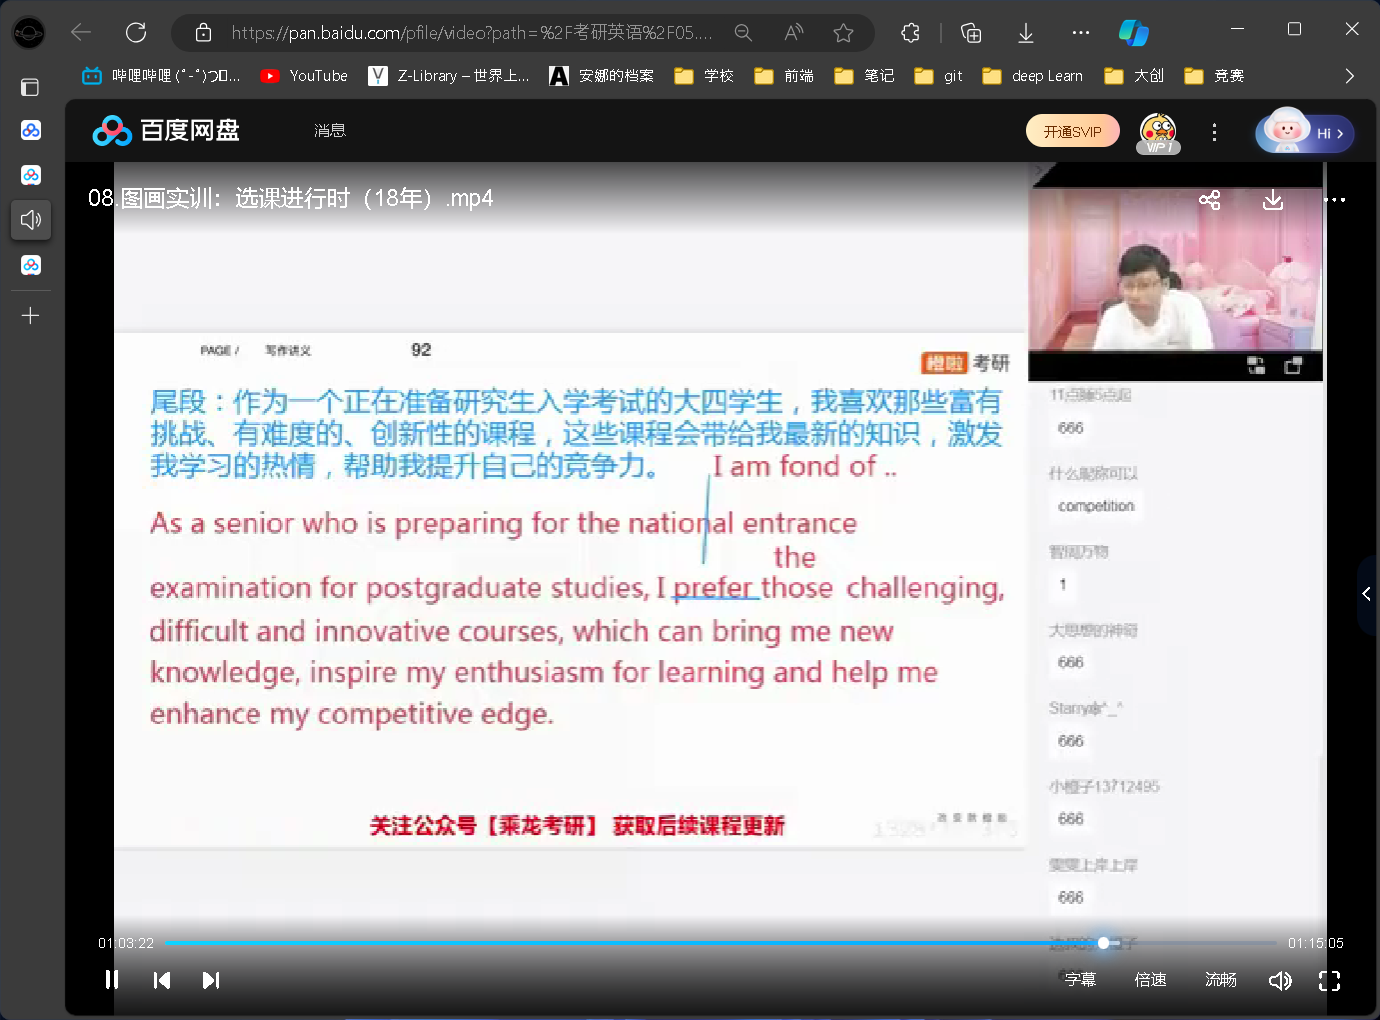 https://pan.baidu.com/pfile/video?path=%2F考研英语%2F05....
哔哩哔哩 (゜-゜)つロ...
YouTube
Z-Library – 世界上...
安娜的档案
学校
前端
笔记
git
deep Learn
大创
竞赛
百度网盘
消息
开通SVIP
VIP 1
Hi >
08.图画实训：选课进行时（18年）.mp4
PAGE / 写作讲义 92
橙啦 考研
尾段：作为一个正在准备研究生入学考试的大四学生，我喜欢那些富有
挑战、有难度的、创新性的课程，这些课程会带给我最新的知识，激发
我学习的热情，帮助我提升自己的竞争力。
I am fond of ..
As a senior who is preparing for the national entrance
the
examination for postgraduate studies, I prefer those challenging,
difficult and innovative courses, which can bring me new
knowledge, inspire my enthusiasm for learning and help me
enhance my competitive edge.
关注公众号【乘龙考研】 获取后续课程更新
11点睡5点起
666
什么昵称可以
competition
智周万物
1
大思想的神奇
666
Starry
666
小橙子13712495
666
雯雯上岸上岸
666
01:03:22
01:15:05
字幕
倍速
流畅